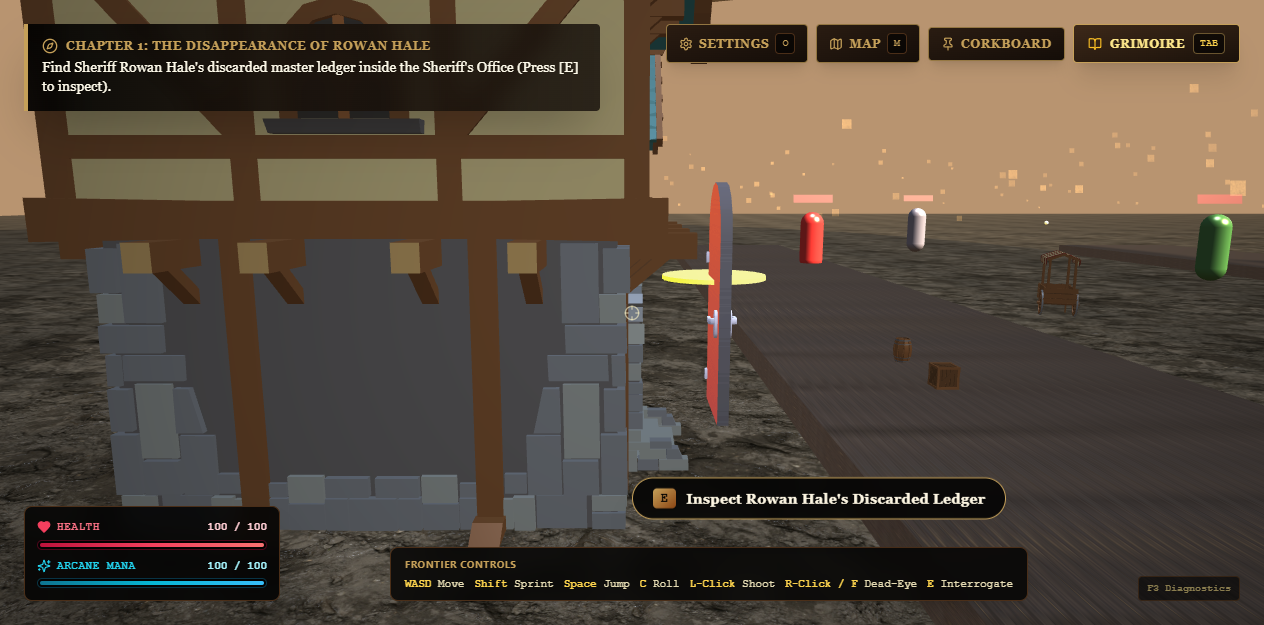 CHAPTER 1: THE DISAPPEARANCE OF ROWAN HALE
Find Sheriff Rowan Hale's discarded master ledger inside the Sheriff's Office (Press [E]
to inspect).
SETTINGS O
MAP M
CORKBOARD
GRIMOIRE TAB
E Inspect Rowan Hale's Discarded Ledger
HEALTH 100 / 100
ARCANE MANA 100 / 100
FRONTIER CONTROLS
WASD Move Shift Sprint Space Jump C Roll L-Click Shoot R-Click / F Dead-Eye E Interrogate
F3 Diagnostics